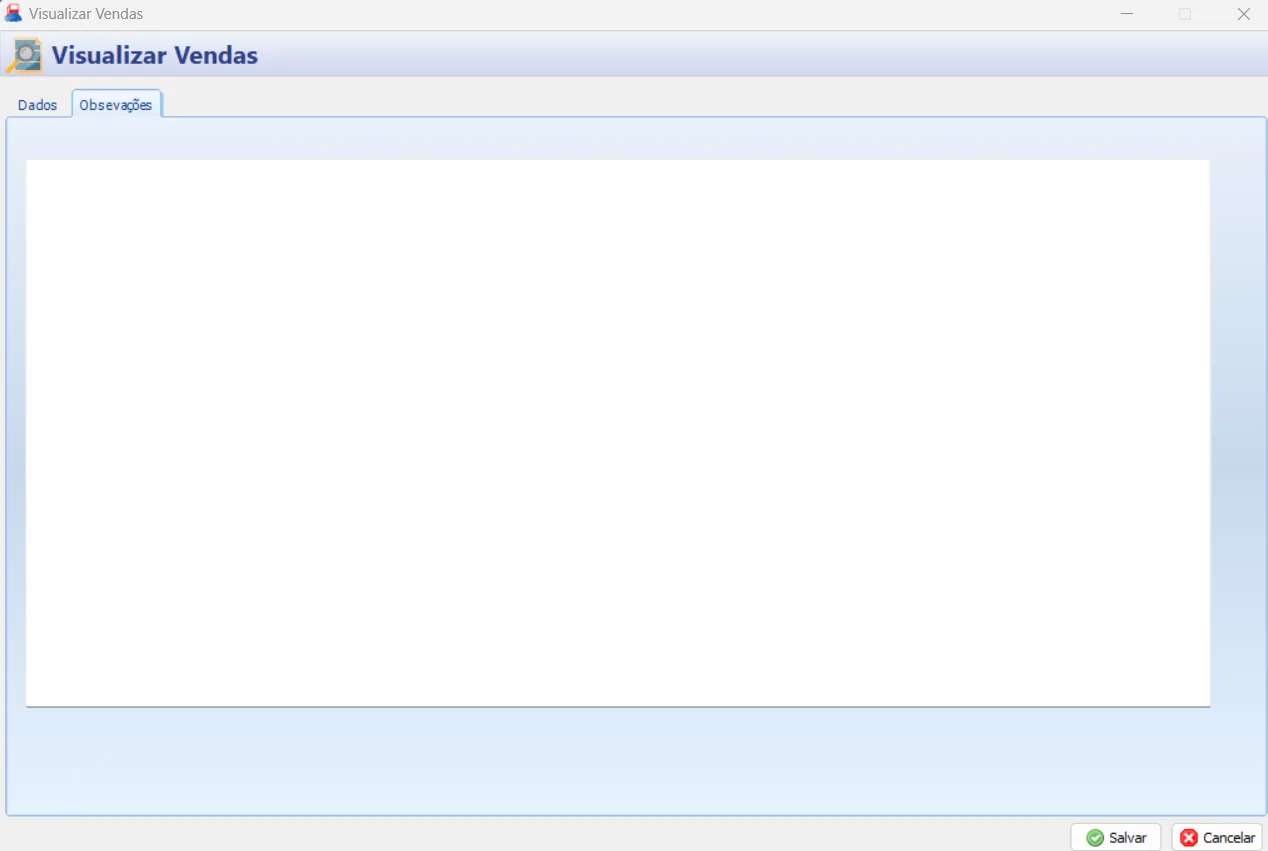 Visualizar Vendas
Visualizar Vendas
Dados
Obsevações
Salvar
Cancelar